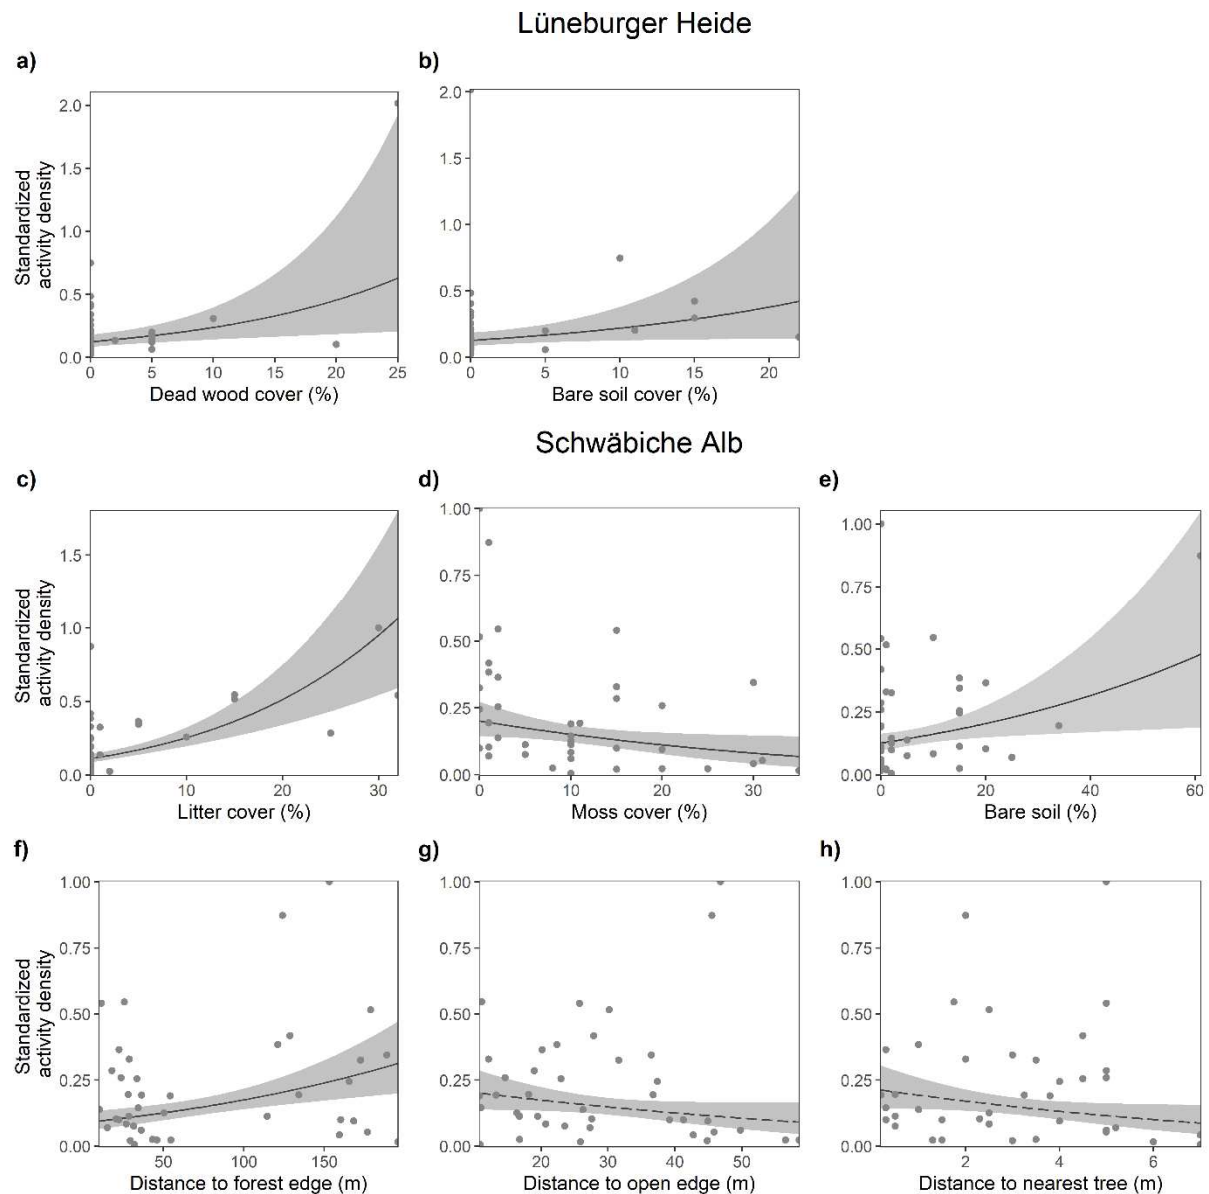 Lüneburger Heide
a)
b)
Standardized
activity density
2.0
1.5
1.0
0.5
0.0
0 5 10 15 20 25
Dead wood cover (%)
2.0
1.5
1.0
0.5
0.0
0 5 10 15 20
Bare soil cover (%)
Schwäbiche Alb
c)
d)
e)
Standardized
activity density
1.5
1.0
0.5
0.0
0 10 20 30
Litter cover (%)
1.00
0.75
0.50
0.25
0.00
0 10 20 30
Moss cover (%)
1.00
0.75
0.50
0.25
0.00
0 20 40 60
Bare soil (%)
f)
g)
h)
Standardized
activity density
1.00
0.75
0.50
0.25
0.00
50 100 150
Distance to forest edge (m)
1.00
0.75
0.50
0.25
0.00
20 30 40 50
Distance to open edge (m)
1.00
0.75
0.50
0.25
0.00
2 4 6
Distance to nearest tree (m)